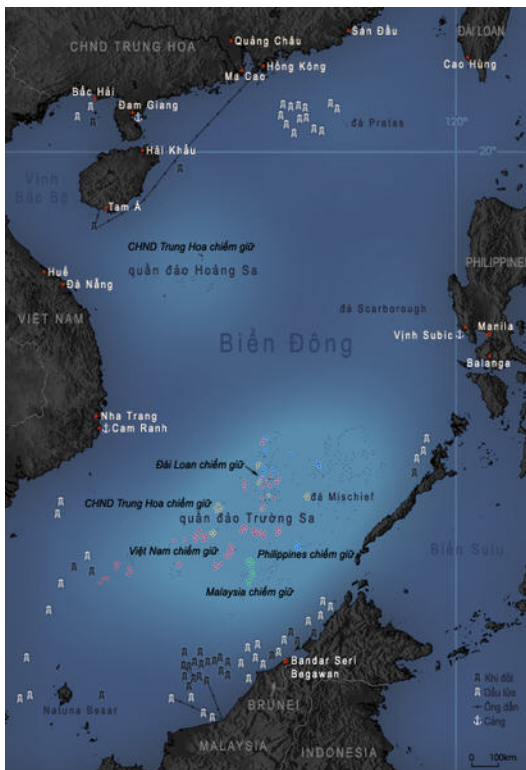 CHND TRUNG HOA
Quảng Châu
Sán Đầu
ĐÀI LOAN
Ma Cao
Hồng Kông
Cao Hùng
Bắc Hải
Đam Giang
đá Pratas
120°
20°
Hải Khẩu
Vịnh
Bắc Bộ
Tam Á
CHND Trung Hoa chiếm giữ
quần đảo Hoàng Sa
PHILIPPINES
Huế
Đà Nẵng
VIỆT NAM
đá Scarborough
Biển Đông
Vịnh Subic
Manila
Balanga
Nha Trang
Cam Ranh
Đài Loan chiếm giữ
CHND Trung Hoa chiếm giữ
đá Mischief
quần đảo Trường Sa
Việt Nam chiếm giữ
Philippines chiếm giữ
Biển Sulu
Malaysia chiếm giữ
Bandar Seri
Begawan
Natuna Besar
BRUNEI
MALAYSIA
INDONESIA
Khí đốt
Dầu lửa
Ống dẫn
Cảng
0 100km